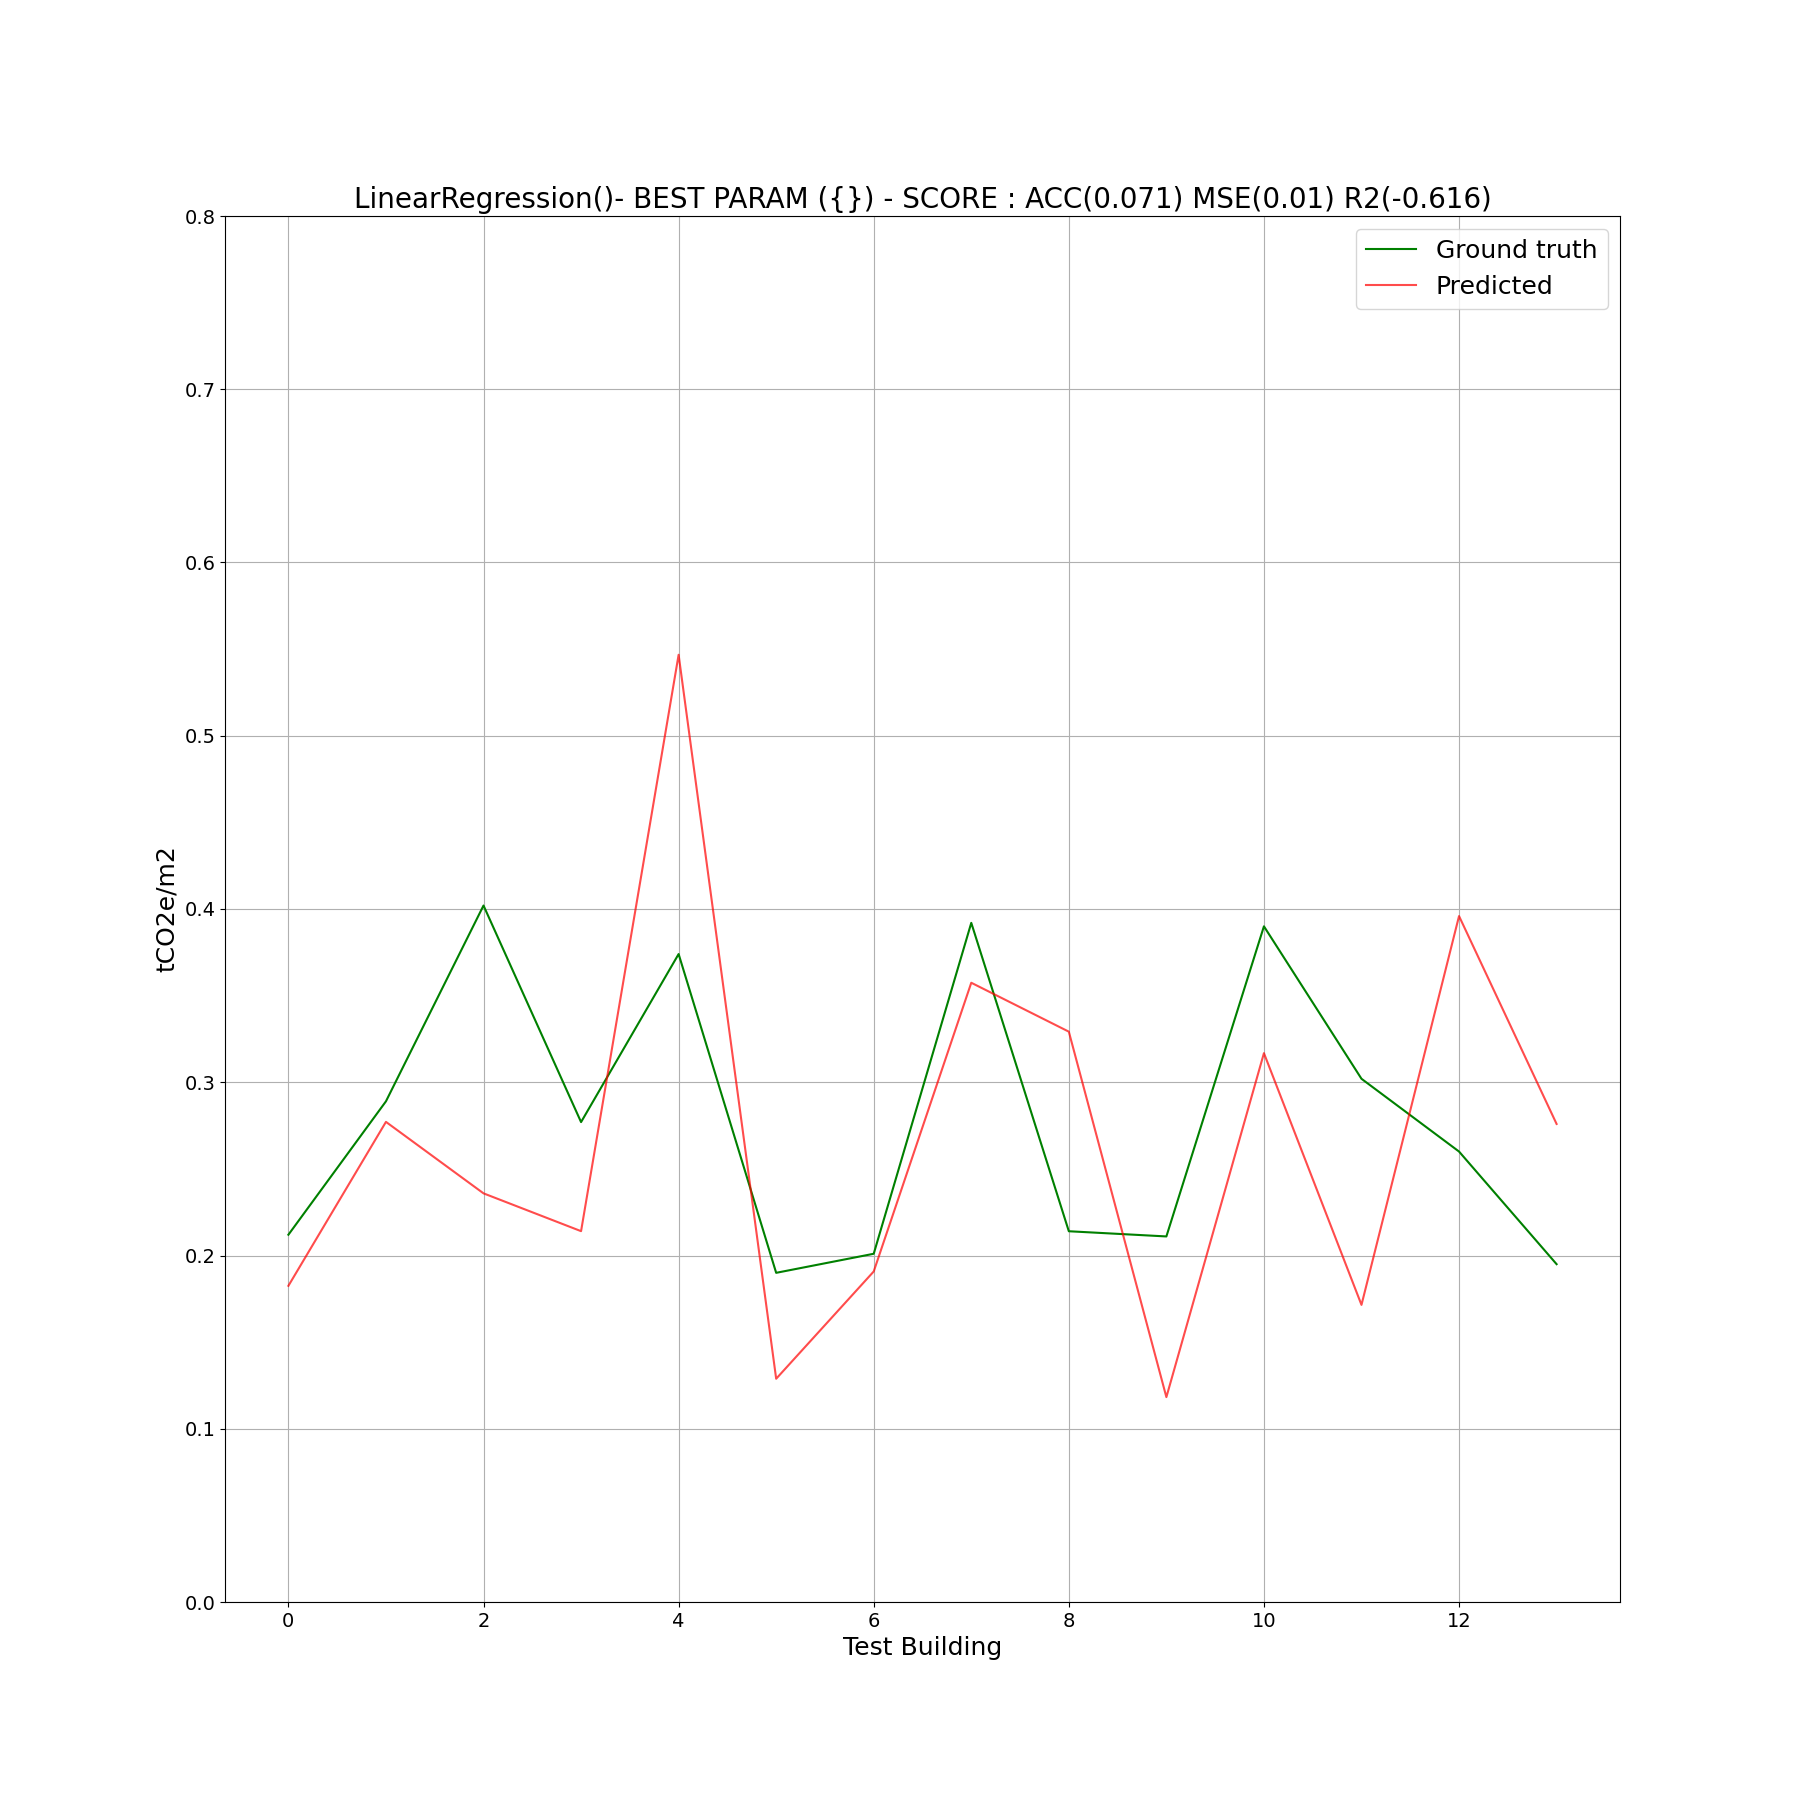 LinearRegression()- BEST PARAM ({}) - SCORE : ACC(0.071) MSE(0.01) R2(-0.616)
Ground truth
Predicted
0.8
0.7
0.6
0.5
0.4
0.3
0.2
0.1
0.0
tCO2e/m2
0 2 4 6 8 10 12
Test Building